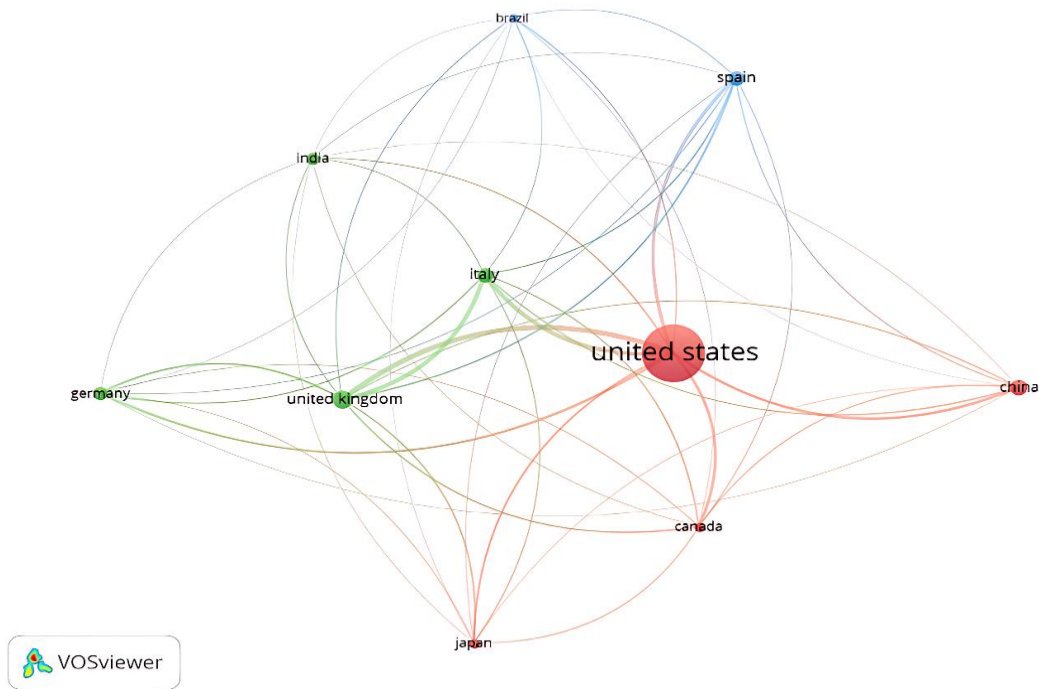 brazil
spain
india
italy
united states
germany
united kingdom
china
canada
japan
VOSviewer